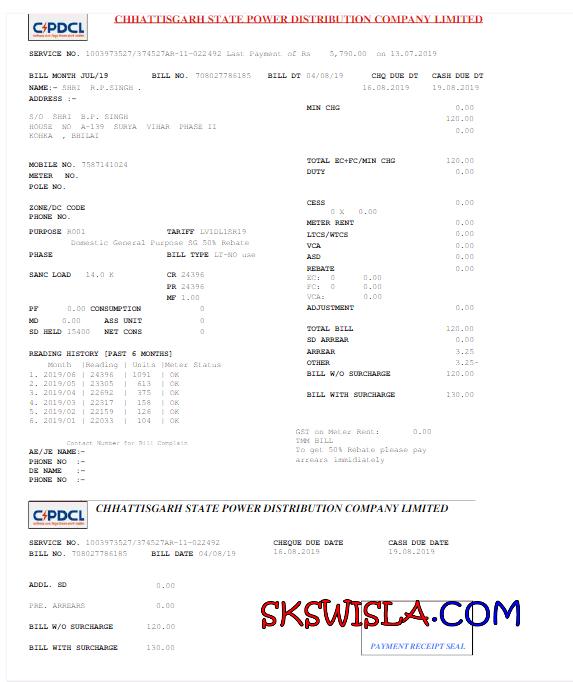 CHHATTISGARH STATE POWER DISTRIBUTION COMPANY LIMITED
CSPDCL
SERVICE NO. 1003973527/374527AR-11-022492 Last Payment of Rs 5,790.00 on 13.07.2019
BILL MONTH JUL/19 BILL NO. 708027786185 BILL DT 04/08/19 CHQ DUE DT CASH DUE DT
NAME:- SHRI R.P.SINGH . 16.08.2019 19.08.2019
ADDRESS :-
MIN CHG 0.00
S/O SHRI B.P. SINGH 120.00
HOUSE NO A-139 SURYA VIHAR PHASE II
0.00
KOHKA , BHILAI
TOTAL EC+FC/MIN CHG 120.00
MOBILE NO. 7587141024
DUTY 0.00
METER NO.
POLE NO.
ZONE/DC CODE
CESS 0.00
0 X 0.00
PHONE NO.
METER RENT 0.00
PURPOSE R001 TARIFF LV1DL1SR19
LTCS/WTCS 0.00
Domestic General Purpose SG 50% Rebate
VCA 0.00
PHASE BILL TYPE LT-NO use
ASD 0.00
REBATE 0.00
SANC LOAD 14.0 K CR 24396
EC: 0 0.00
PR 24396
FC: 0 0.00
MF 1.00
VCA: 0.00
PF 0.00 CONSUMPTION 0
ADJUSTMENT 0.00
MD 0.00 ASS UNIT 0
SD HELD 15400 NET CONS 0
TOTAL BILL 120.00
SD ARREAR 0.00
READING HISTORY [PAST 6 MONTHS]
ARREAR 3.25
Month |Reading | Units |Meter Status
OTHER 3.25-
1. 2019/06 | 24396 | 1091 | OK
BILL W/O SURCHARGE 120.00
2. 2019/05 | 23305 | 613 | OK
3. 2019/04 | 22692 | 375 | OK
BILL WITH SURCHARGE 130.00
4. 2019/03 | 22317 | 158 | OK
5. 2019/02 | 22159 | 126 | OK
6. 2019/01 | 22033 | 104 | OK
GST on Meter Rent: 0.00
TMM BILL
Contact Number for Bill Complain
To get 50% Rebate please pay
AE/JE NAME:-
arrears immidiately
PHONE NO :-
DE NAME :-
PHONE NO :-
CSPDCL
CHHATTISGARH STATE POWER DISTRIBUTION COMPANY LIMITED
SERVICE NO. 1003973527/374527AR-11-022492 CHEQUE DUE DATE CASH DUE DATE
BILL NO. 708027786185 BILL DATE 04/08/19 16.08.2019 19.08.2019
ADDL. SD 0.00
PRE. ARREARS 0.00
SKSWISLA.COM
BILL W/O SURCHARGE 120.00
BILL WITH SURCHARGE 130.00
PAYMENT RECEIPT SEAL